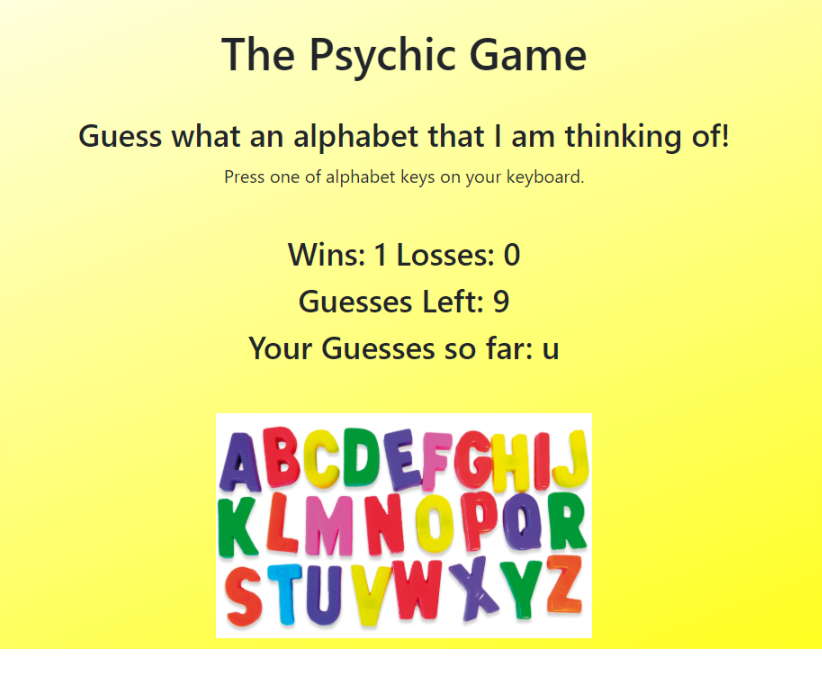 The Psychic Game
Guess what an alphabet that I am thinking of!
Press one of alphabet keys on your keyboard.
Wins: 1 Losses: 0
Guesses Left: 9
Your Guesses so far: u
ABCDEFGHIJ
KLMNOPQR
STUVWXYZ